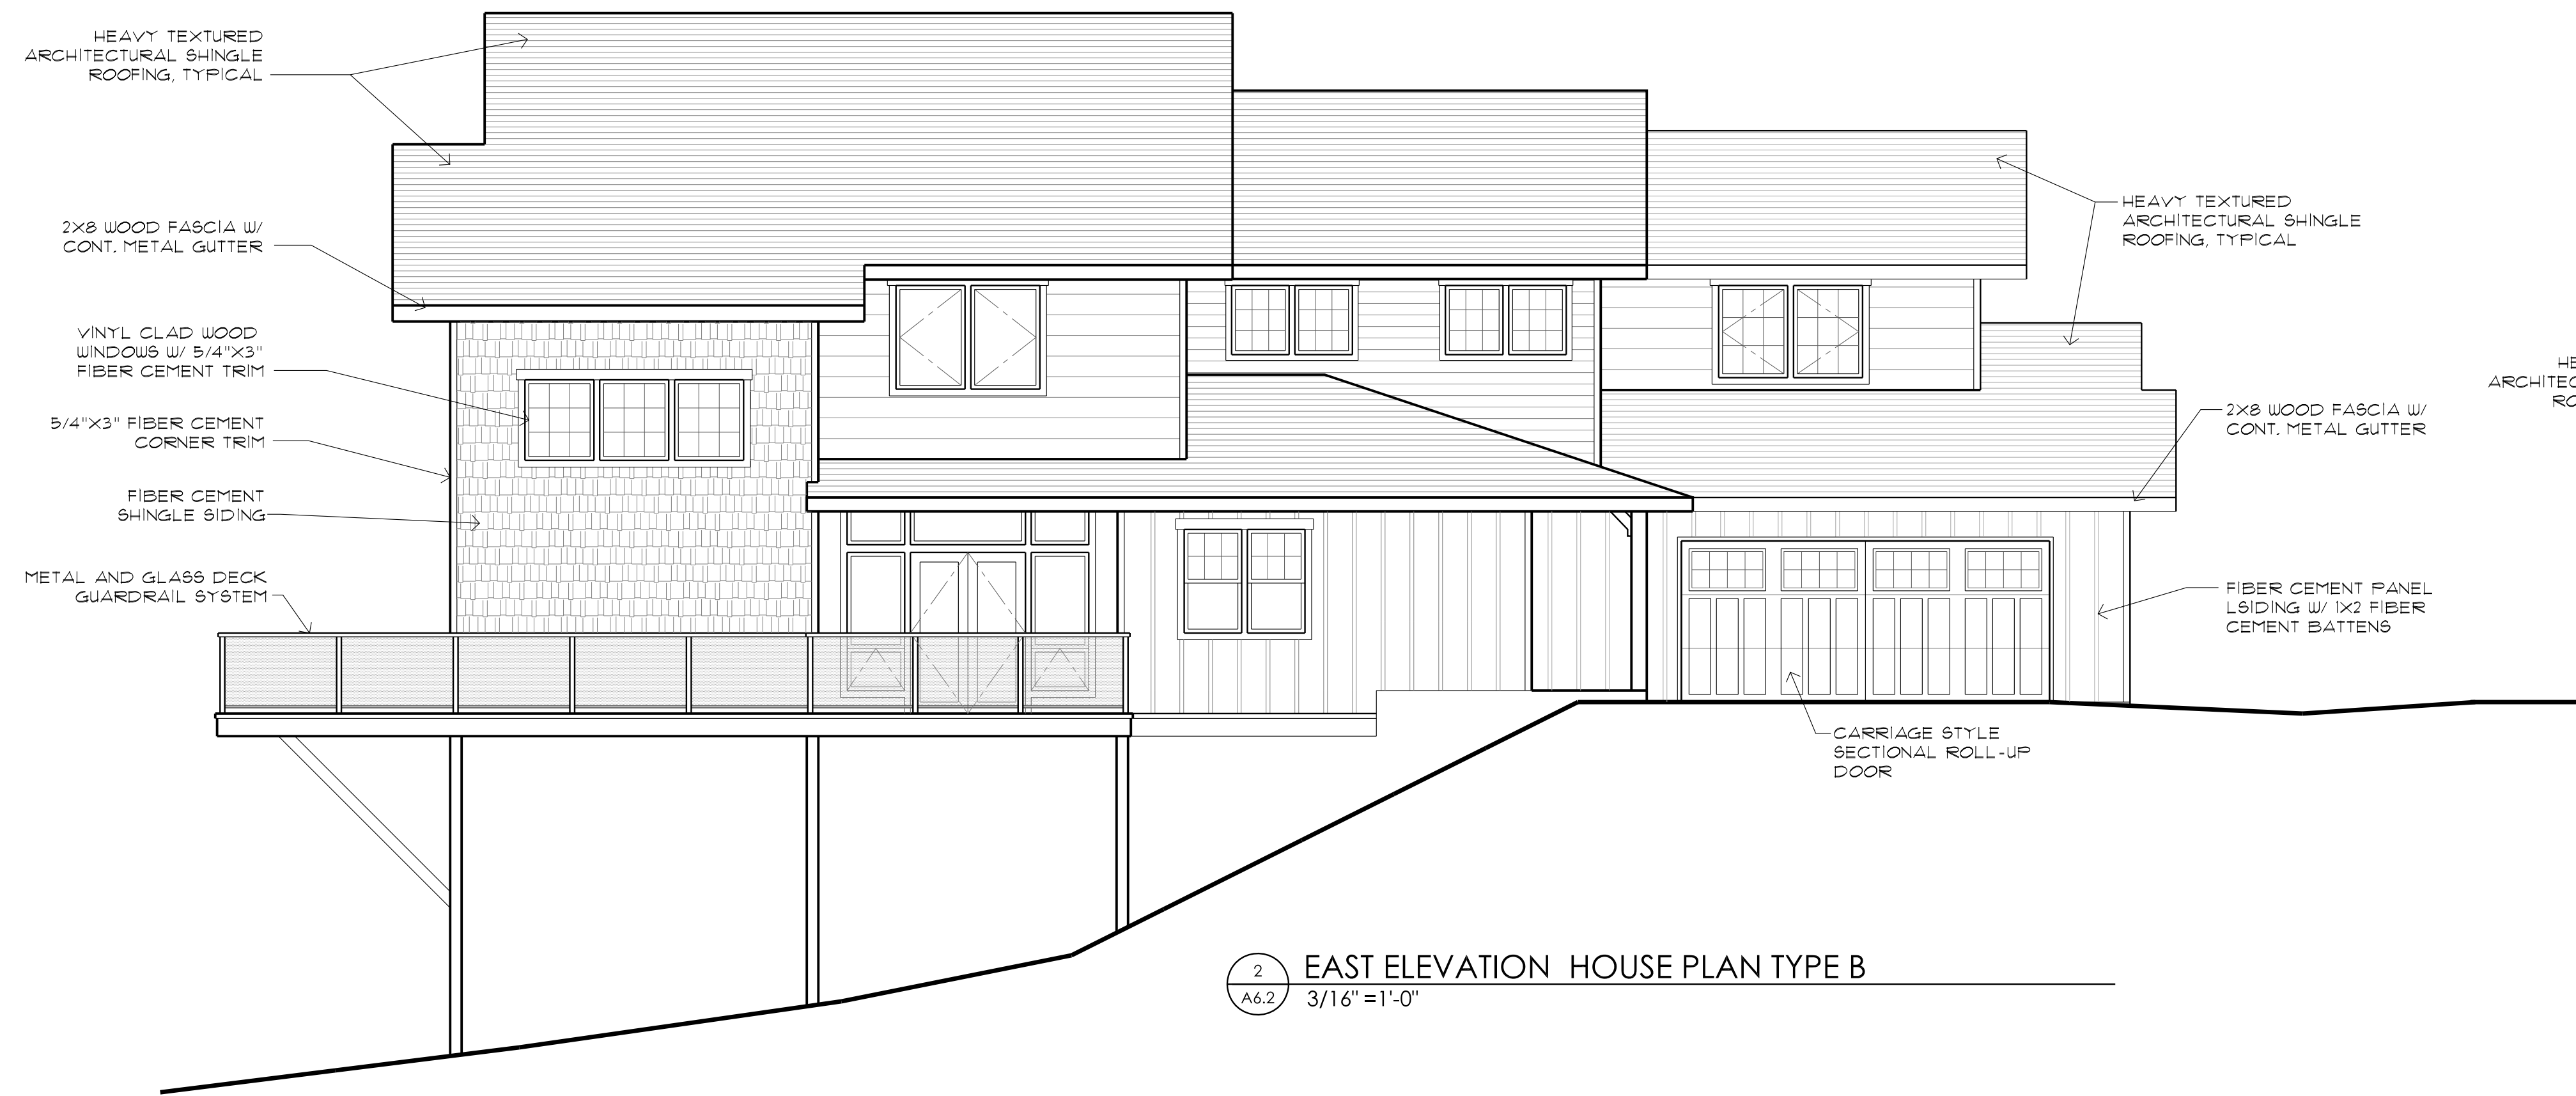 HEAVY TEXTURED
ARCHITECTURAL SHINGLE
ROOFING, TYPICAL
2X8 WOOD FASCIA W/
CONT. METAL GUTTER
VINYL CLAD WOOD
WINDOWS W/ 5/4"X3"
FIBER CEMENT TRIM
5/4"X3" FIBER CEMENT
CORNER TRIM
FIBER CEMENT
SHINGLE SIDING
METAL AND GLASS DECK
GUARDRAIL SYSTEM
HEAVY TEXTURED
ARCHITECTURAL SHINGLE
ROOFING, TYPICAL
2X8 WOOD FASCIA W/
CONT. METAL GUTTER
FIBER CEMENT PANEL
LSIDING W/ 1X2 FIBER
CEMENT BATTENS
CARRIAGE STYLE
SECTIONAL ROLL-UP
DOOR
HE
ARCHITEC
RO
2
A6.2
EAST ELEVATION HOUSE PLAN TYPE B
3/16" =1'-0"